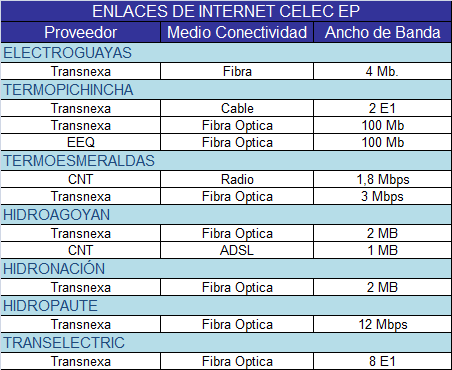 ENLACES DE INTERNET CELEC EP
Proveedor Medio Conectividad Ancho de Banda
ELECTROGUAYAS
Transnexa Fibra 4 Mb.
TERMOPICHINCHA
Transnexa Cable 2 E1
Transnexa Fibra Optica 100 Mb
EEQ Fibra Optica 100 Mb
TERMOESMERALDAS
CNT Radio 1,8 Mbps
Transnexa Fibra Optica 3 Mbps
HIDROAGOYAN
Transnexa Fibra Optica 2 MB
CNT ADSL 1 MB
HIDRONACIÓN
Transnexa Fibra Optica 2 MB
HIDROPAUTE
Transnexa Fibra Optica 12 Mbps
TRANSELECTRIC
Transnexa Fibra Optica 8 E1